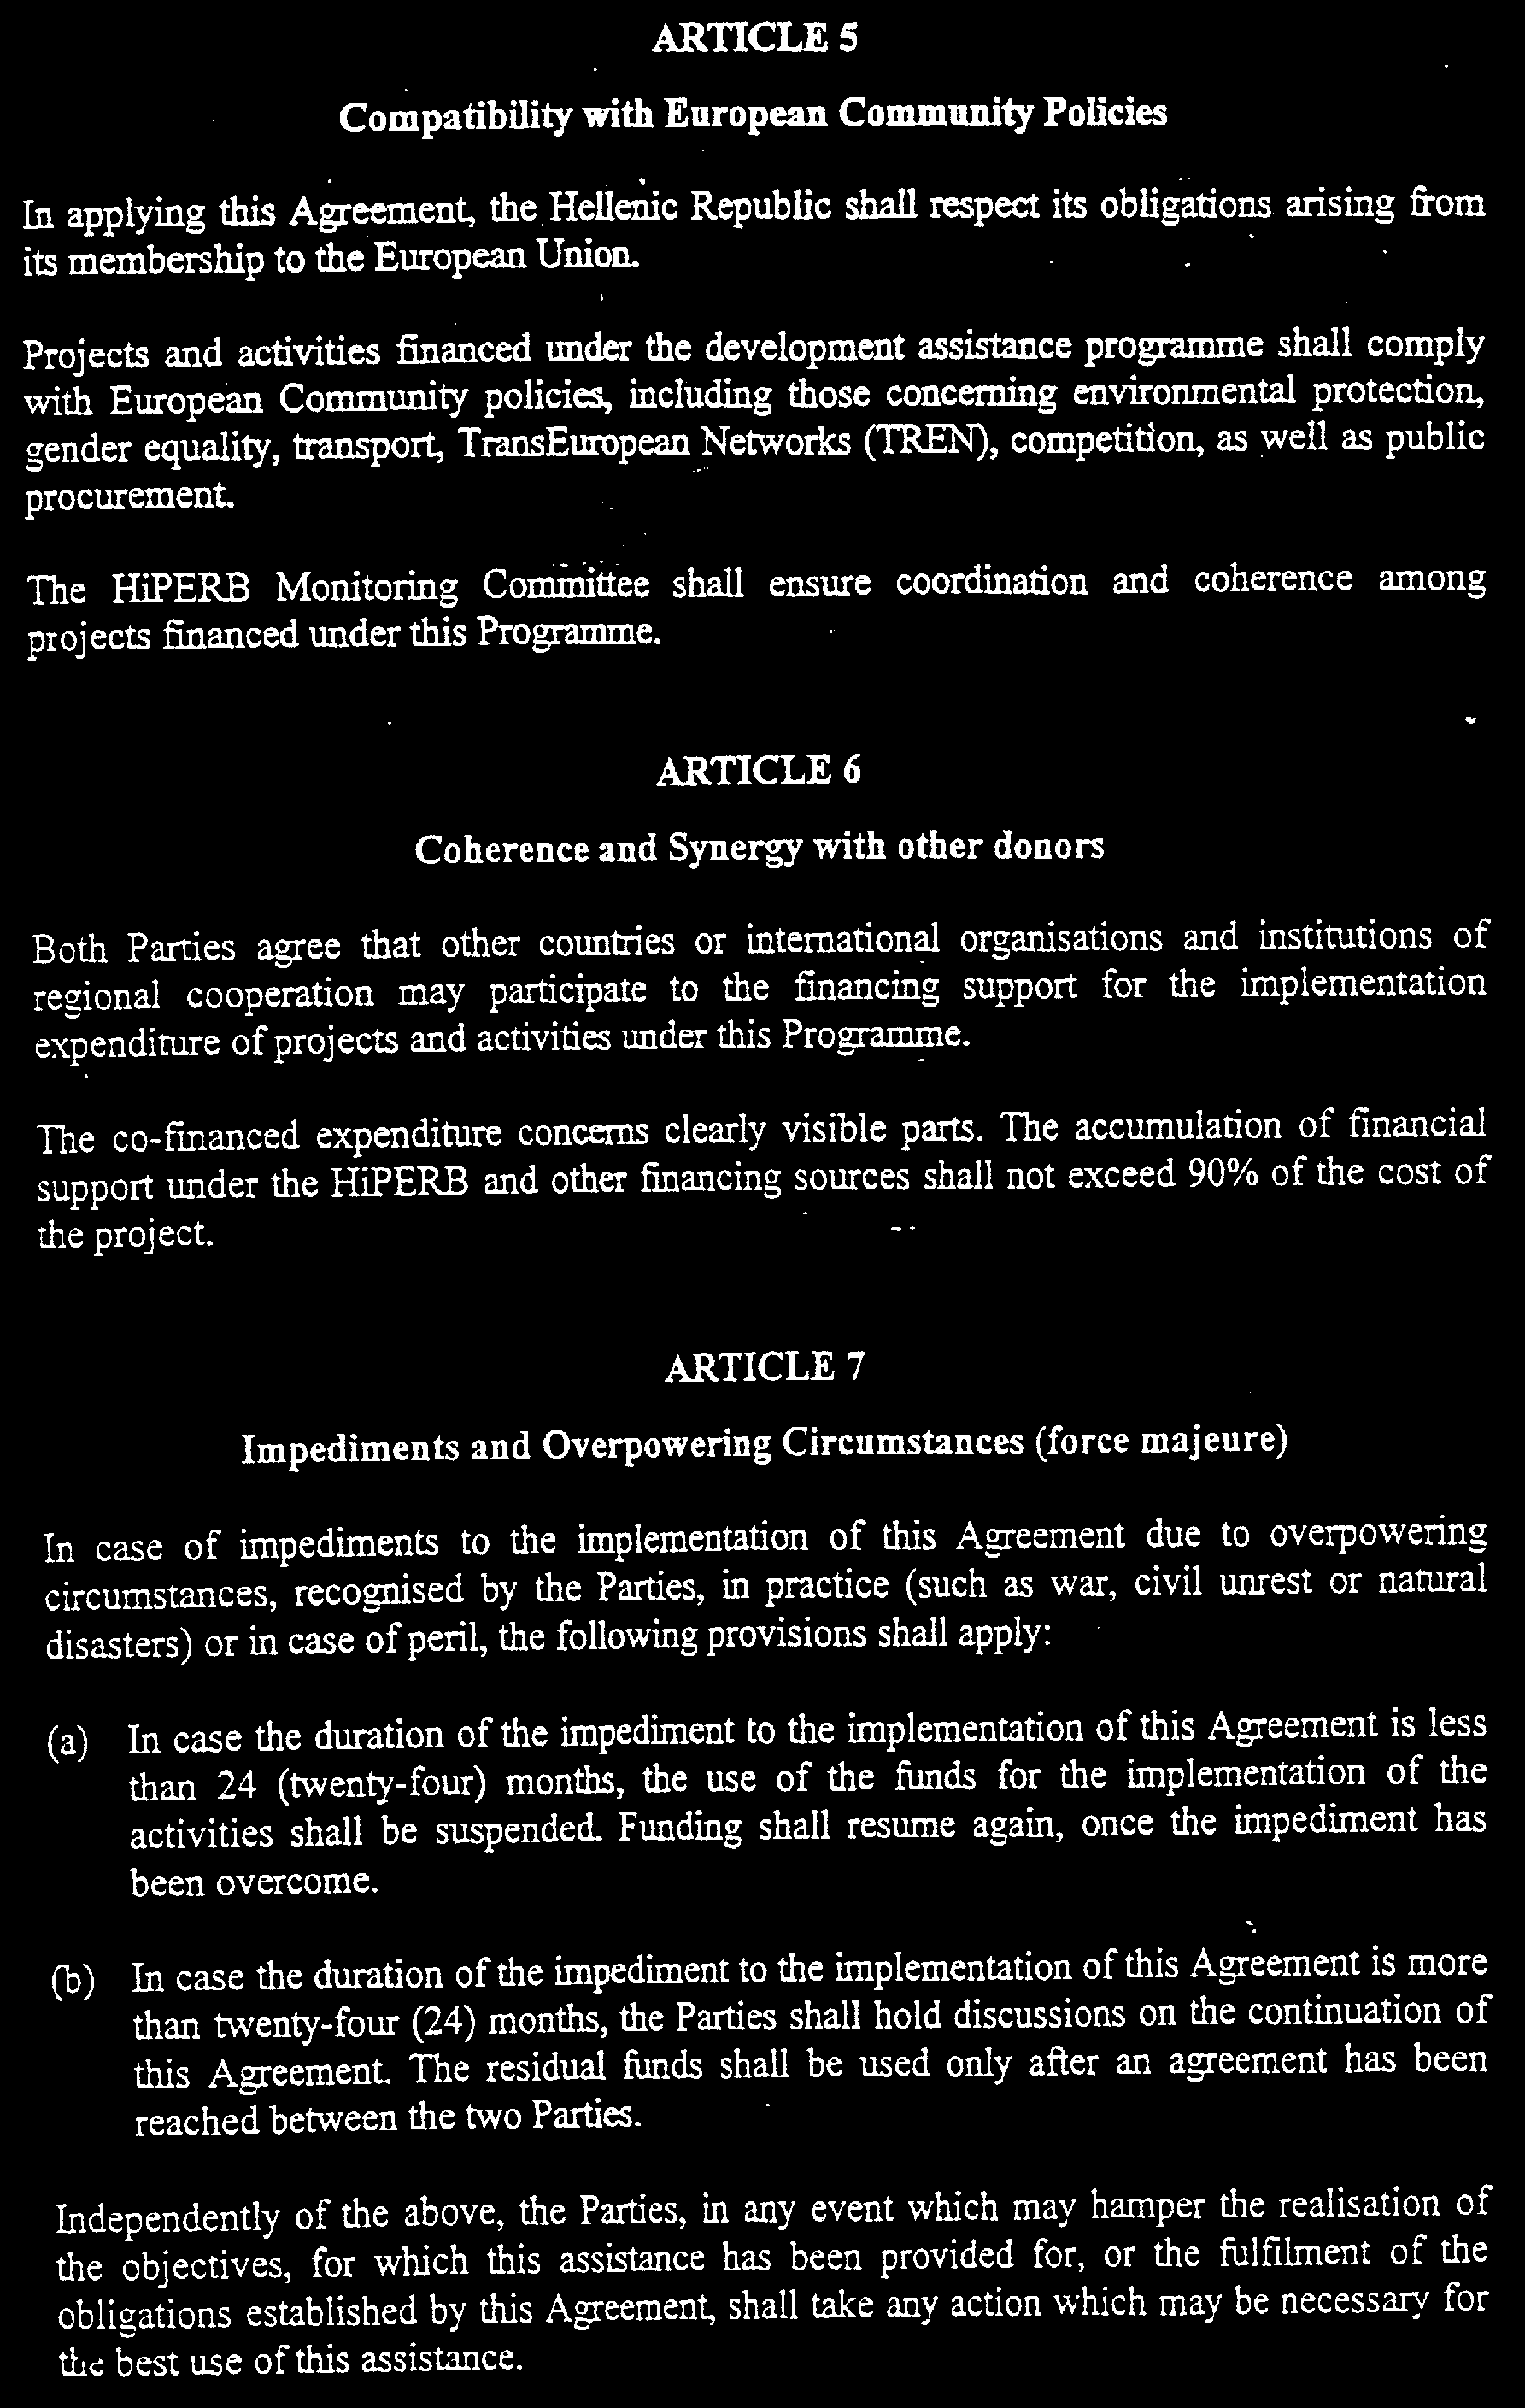 ARTICLE 5
Compatibility with European Community Policies
In applying this Agreement, the Hellenic Republic shall respect its obligations arising from
its membership to the European Union.
Projects and activities financed under the development assistance programme shall comply
with European Community policies, including those concerning environmental protection,
gender equality, transport, TransEuropean Networks (TREN), competition, as well as public
procurement.
The HiPERB Monitoring Committee shall ensure coordination and coherence among
projects financed under this Programme.
ARTICLE 6
Coherence and Synergy with other donors
Both Parties agree that other countries or international organisations and institutions of
regional cooperation may participate to the financing support for the implementation
expenditure of projects and activities under this Programme.
The co-financed expenditure concerns clearly visible parts. The accumulation of financial
support under the HiPERB and other financing sources shall not exceed 90% of the cost of
the project.
ARTICLE 7
Impediments and Overpowering Circumstances (force majeure)
In case of impediments to the implementation of this Agreement due to overpowering
circumstances, recognised by the Parties, in practice (such as war, civil unrest or natural
disasters) or in case of peril, the following provisions shall apply:
(a) In case the duration of the impediment to the implementation of this Agreement is less
than 24 (twenty-four) months, the use of the funds for the implementation of the
activities shall be suspended. Funding shall resume again, once the impediment has
been overcome.
(b) In case the duration of the impediment to the implementation of this Agreement is more
than twenty-four (24) months, the Parties shall hold discussions on the continuation of
this Agreement. The residual funds shall be used only after an agreement has been
reached between the two Parties.
Independently of the above, the Parties, in any event which may hamper the realisation of
the objectives, for which this assistance has been provided for, or the fulfilment of the
obligations established by this Agreement, shall take any action which may be necessary for
the best use of this assistance.